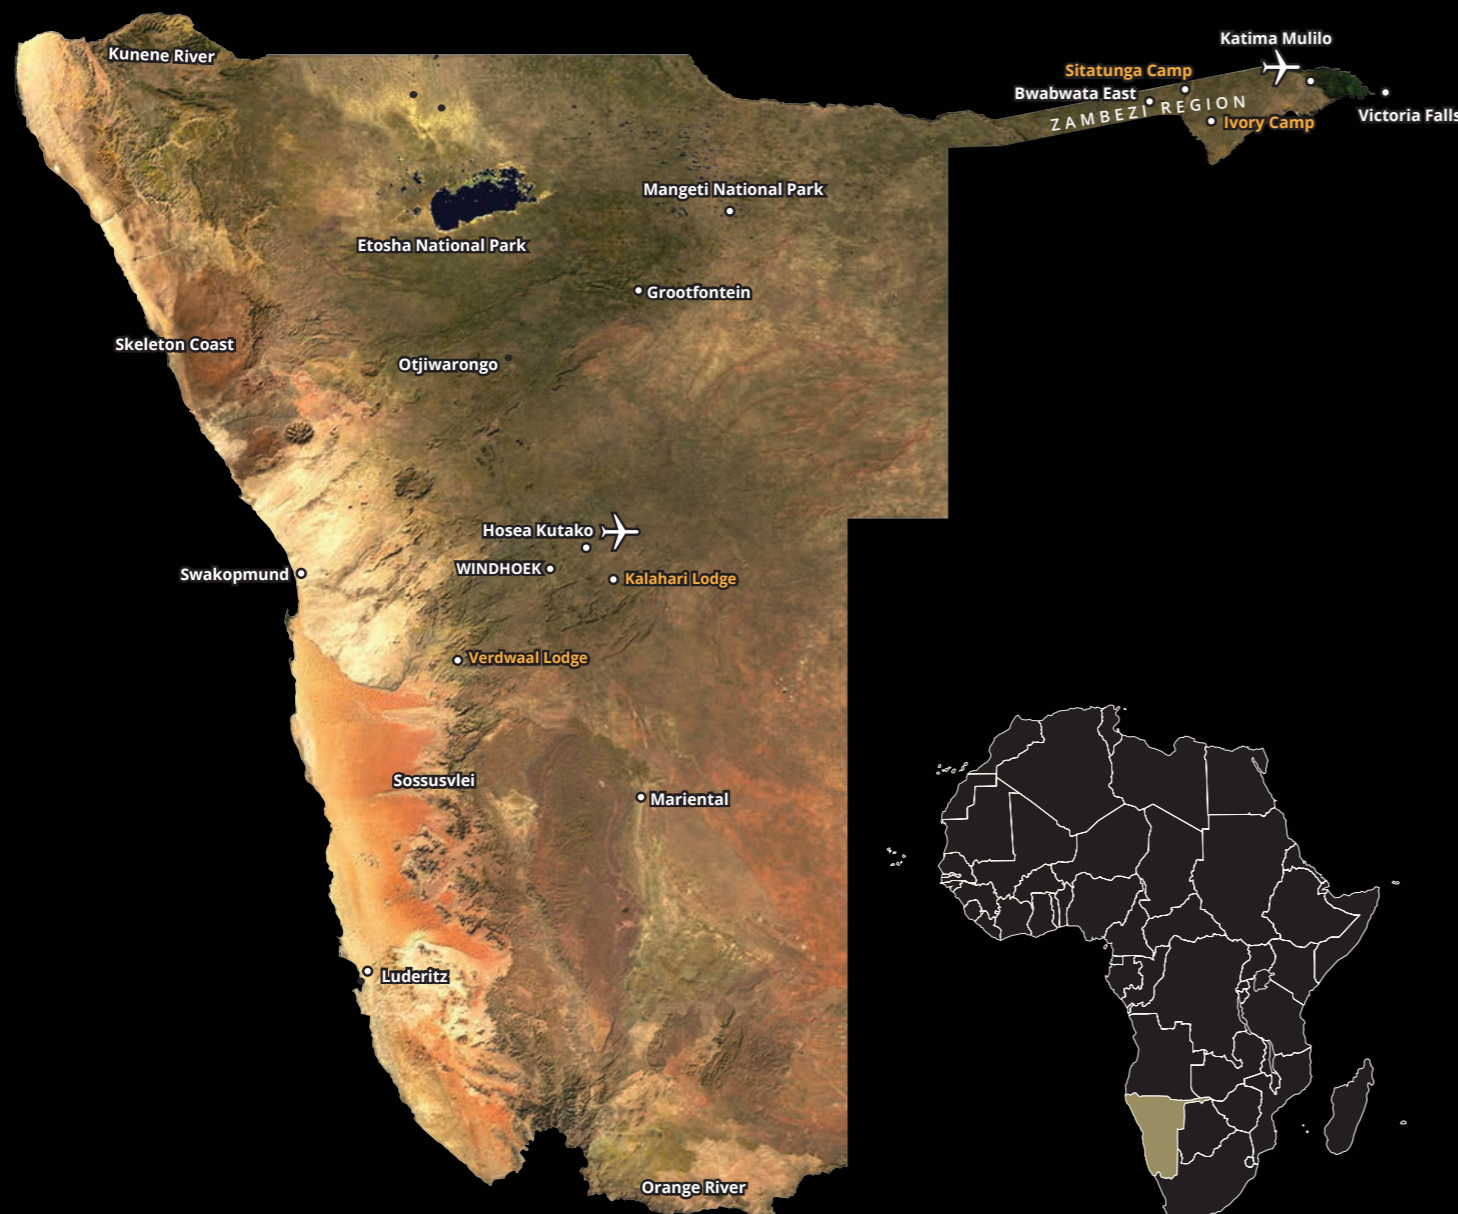 Katima Mulilo
Kunene River
Sitatunga Camp
Bwabwata East
ZAMBEZI REGION
Victoria Falls
Ivory Camp
Mangeti National Park
Etosha National Park
Grootfontein
Skeleton Coast
Otjiwarongo
Hosea Kutako
WINDHOEK
Swakopmund
Kalahari Lodge
Verdwaal Lodge
Sossusvlei
Mariental
Luderitz
Orange River